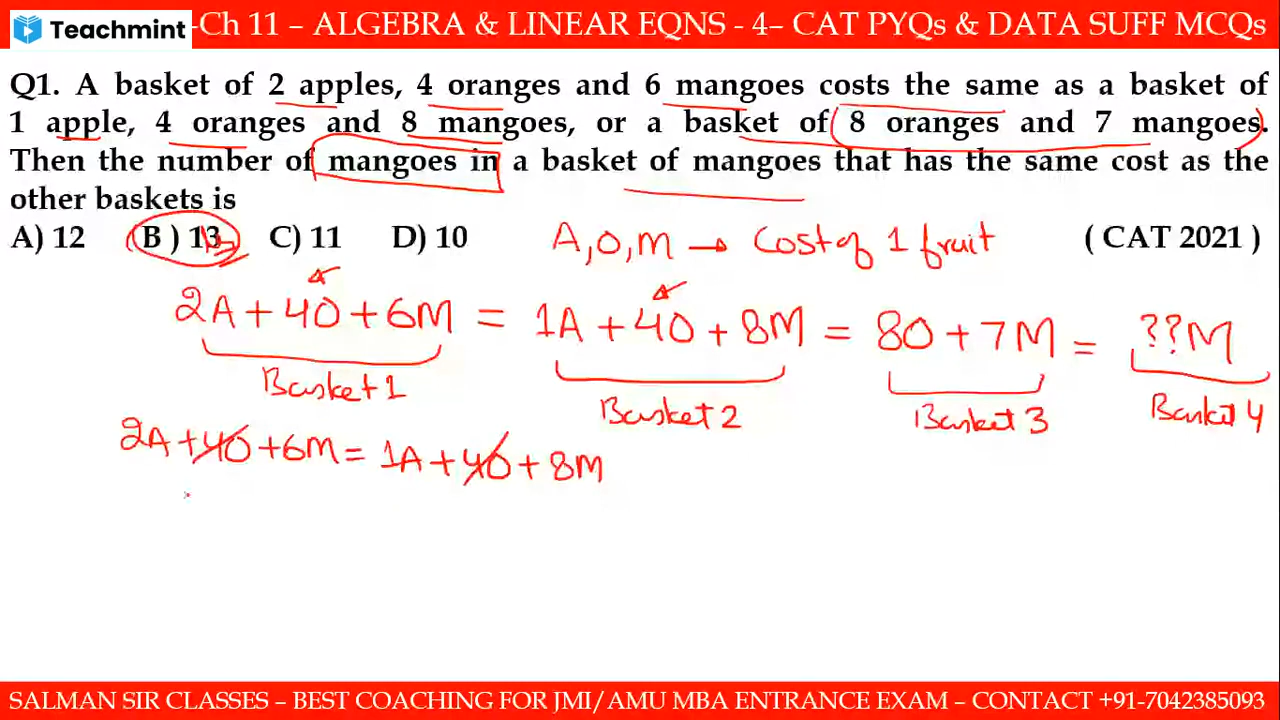 Teachmint -Ch 11 – ALGEBRA & LINEAR EQNS - 4– CAT PYQs & DATA SUFF MCQs
Q1. A basket of 2 apples, 4 oranges and 6 mangoes costs the same as a basket of
1 apple, 4 oranges and 8 mangoes, or a basket of 8 oranges and 7 mangoes.
Then the number of mangoes in a basket of mangoes that has the same cost as the
other baskets is
A) 12 B ) 13 C) 11 D) 10 ( CAT 2021 )
A, O, M → Cost of 1 fruit
2A + 4O + 6M = 1A + 4O + 8M = 8O + 7M = ??M
Basket 1 Basket 2 Basket 3 Basket 4
2A + 4O + 6M = 1A + 4O + 8M
SALMAN SIR CLASSES – BEST COACHING FOR JMI/AMU MBA ENTRANCE EXAM – CONTACT +91-7042385093